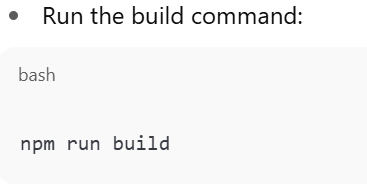 • Run the build command:
bash
npm run build